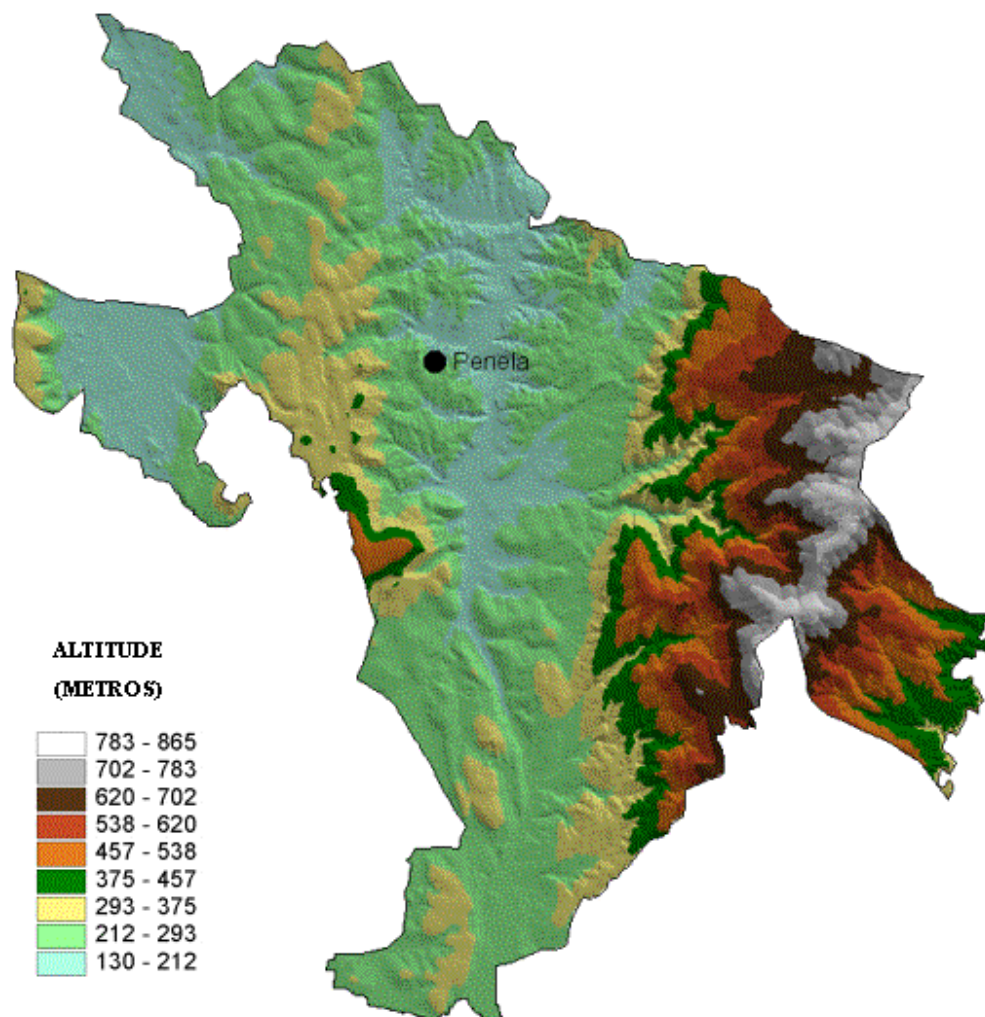 Penela
ALTITUDE
(METROS)
783 - 865
702 - 783
620 - 702
538 - 620
457 - 538
375 - 457
293 - 375
212 - 293
130 - 212